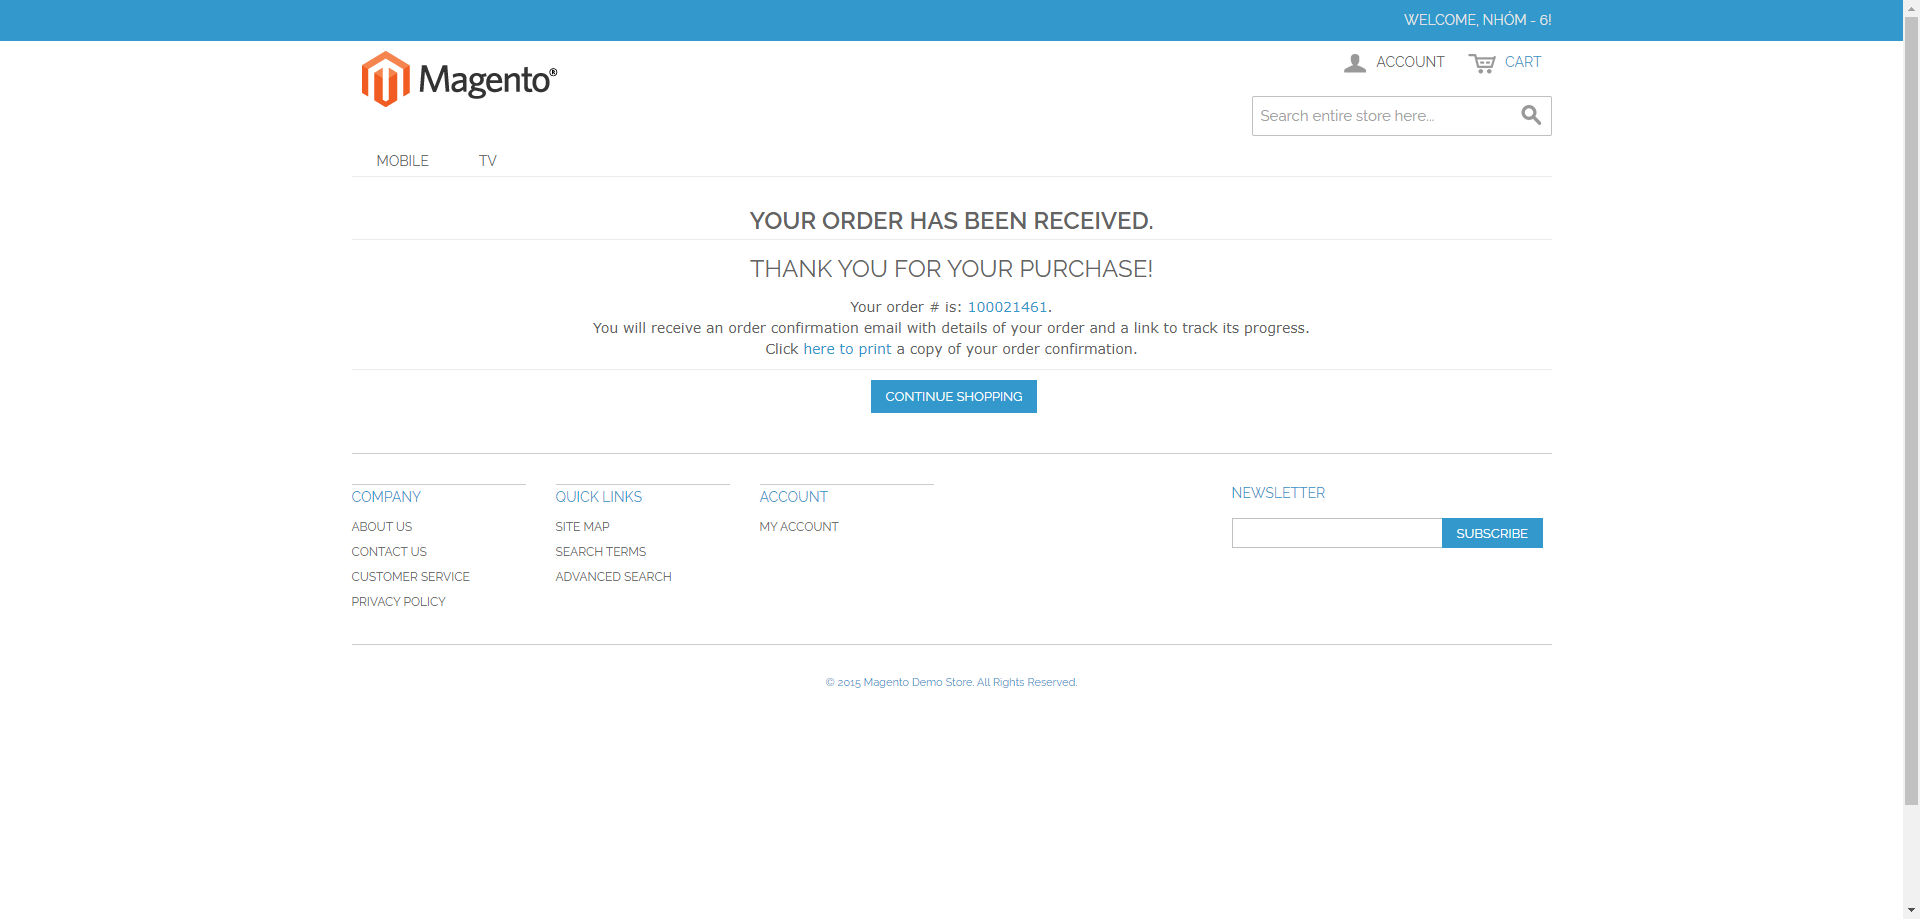 WELCOME, NHÓM - 6!
Magento®
ACCOUNT
CART
Search entire store here...
MOBILE
TV
YOUR ORDER HAS BEEN RECEIVED.
THANK YOU FOR YOUR PURCHASE!
Your order # is: 100021461.
You will receive an order confirmation email with details of your order and a link to track its progress.
Click here to print a copy of your order confirmation.
CONTINUE SHOPPING
COMPANY
ABOUT US
CONTACT US
CUSTOMER SERVICE
PRIVACY POLICY
QUICK LINKS
SITE MAP
SEARCH TERMS
ADVANCED SEARCH
ACCOUNT
MY ACCOUNT
NEWSLETTER
SUBSCRIBE
© 2015 Magento Demo Store. All Rights Reserved.